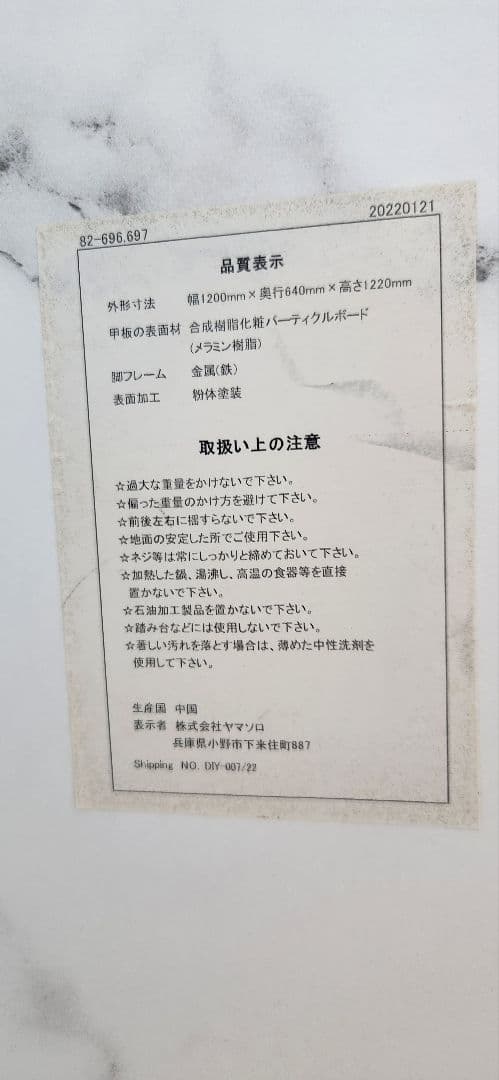 82-696,697
20220121
品質表示
外形寸法 幅1200mm×奥行640mm×高さ1220mm
甲板の表面材 合成樹脂化粧パーティクルボード
(メラミン樹脂)
脚フレーム 金属(鉄)
表面加工 粉体塗装
取扱い上の注意
☆過大な重量をかけないで下さい。
☆偏った重量のかけ方を避けて下さい。
☆前後左右に揺すらないで下さい。
☆地面の安定した所でご使用下さい。
☆ネジ等は常にしっかりと締めておいて下さい。
☆加熱した鍋、湯沸し、高温の食器等を直接
置かないで下さい。
☆石油加工製品を置かないで下さい。
☆踏み台などには使用しないで下さい。
☆著しい汚れを落とす場合は、薄めた中性洗剤を
使用して下さい。
生産国 中国
表示者 株式会社ヤマソロ
兵庫県小野市下来住町887
Shipping NO. DIY-007/22